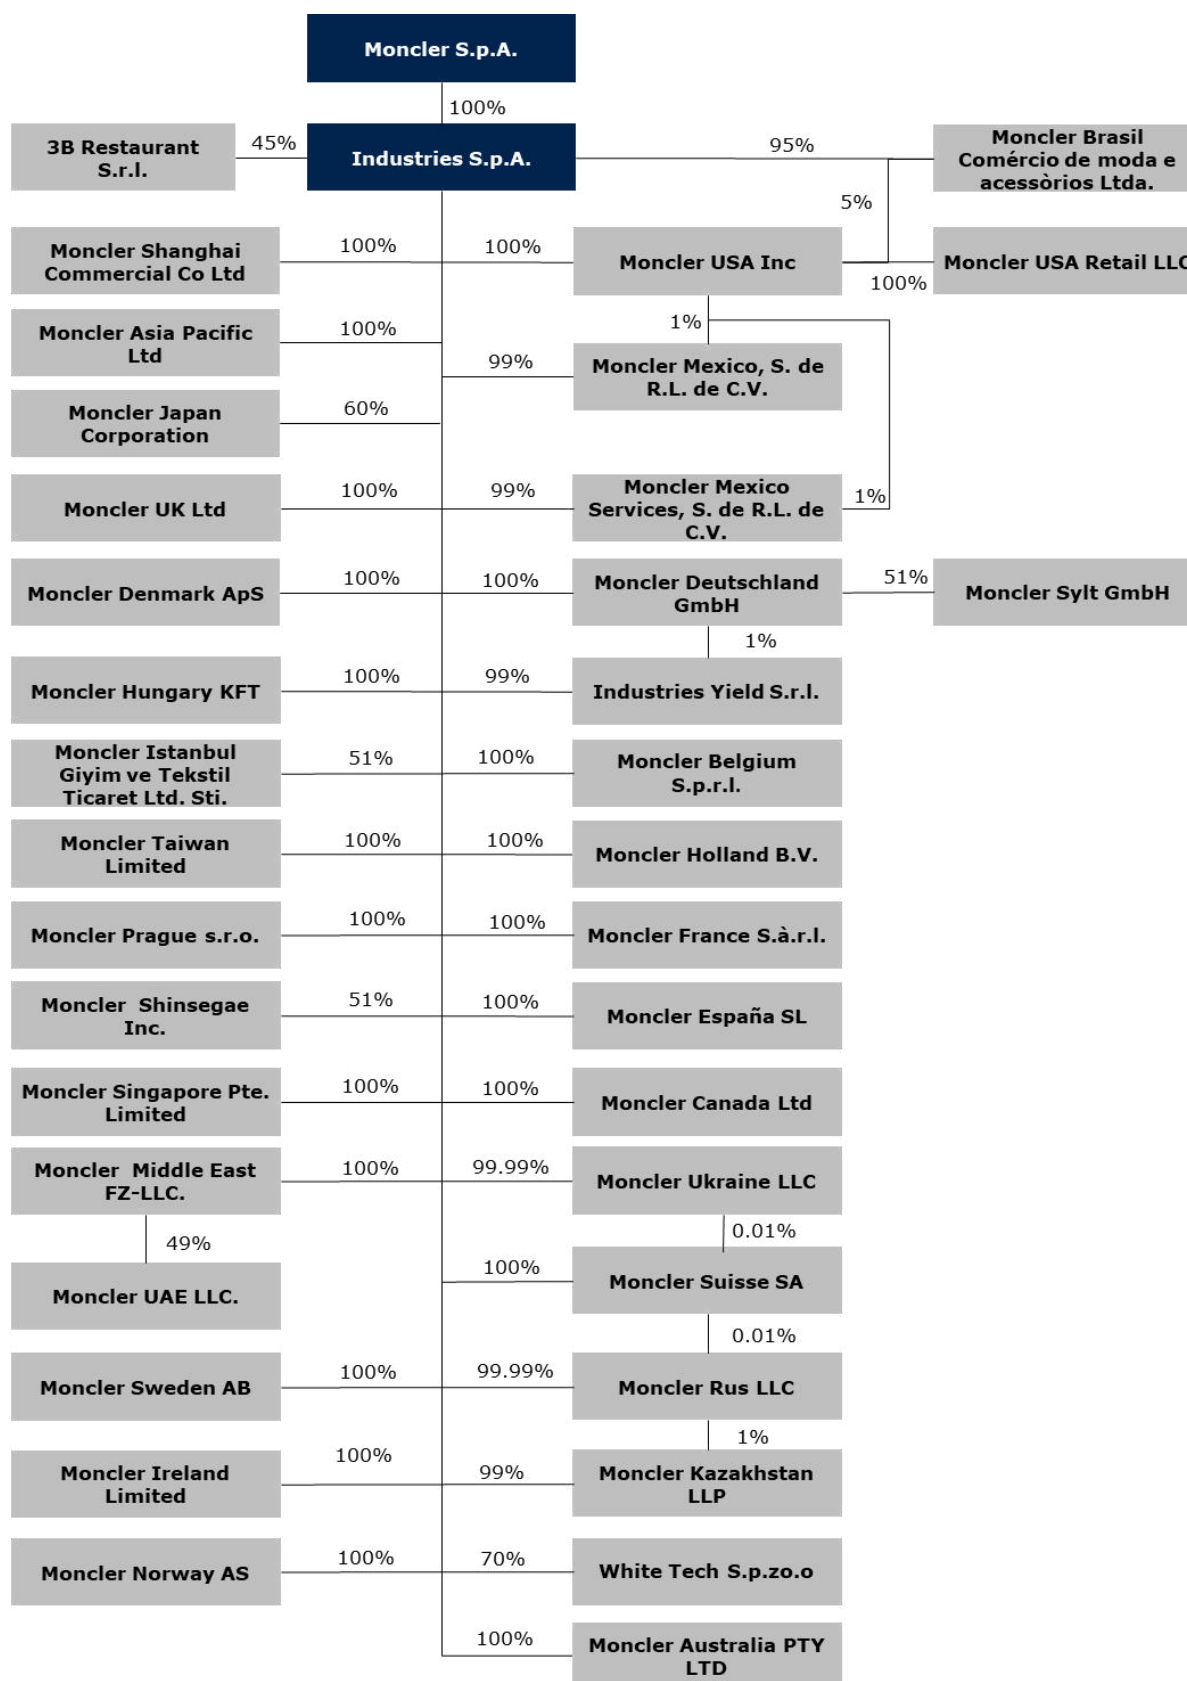 Moncler S.p.A.
100%
3B Restaurant
S.r.l.
45%
Industries S.p.A.
95%
Moncler Brasil
Comércio de moda e
acessòrios Ltda.
5%
Moncler Shanghai
Commercial Co Ltd
100%
100%
Moncler USA Inc
100%
Moncler USA Retail LLC
Moncler Asia Pacific
Ltd
100%
1%
99%
Moncler Mexico, S. de
R.L. de C.V.
Moncler Japan
Corporation
60%
Moncler UK Ltd
100%
99%
Moncler Mexico
Services, S. de R.L. de
C.V.
1%
Moncler Denmark ApS
100%
100%
Moncler Deutschland
GmbH
51%
Moncler Sylt GmbH
1%
Moncler Hungary KFT
100%
99%
Industries Yield S.r.l.
Moncler Istanbul
Giyim ve Tekstil
Ticaret Ltd. Sti.
51%
100%
Moncler Belgium
S.p.r.l.
Moncler Taiwan
Limited
100%
100%
Moncler Holland B.V.
Moncler Prague s.r.o.
100%
100%
Moncler France S.à.r.l.
Moncler  Shinsegae
Inc.
51%
100%
Moncler España SL
Moncler Singapore Pte.
Limited
100%
100%
Moncler Canada Ltd
Moncler  Middle East
FZ-LLC.
100%
99.99%
Moncler Ukraine LLC
49%
0.01%
Moncler UAE LLC.
100%
Moncler Suisse SA
0.01%
Moncler Sweden AB
100%
99.99%
Moncler Rus LLC
1%
Moncler Ireland
Limited
100%
99%
Moncler Kazakhstan
LLP
Moncler Norway AS
100%
70%
White Tech S.p.zo.o
100%
Moncler Australia PTY
LTD